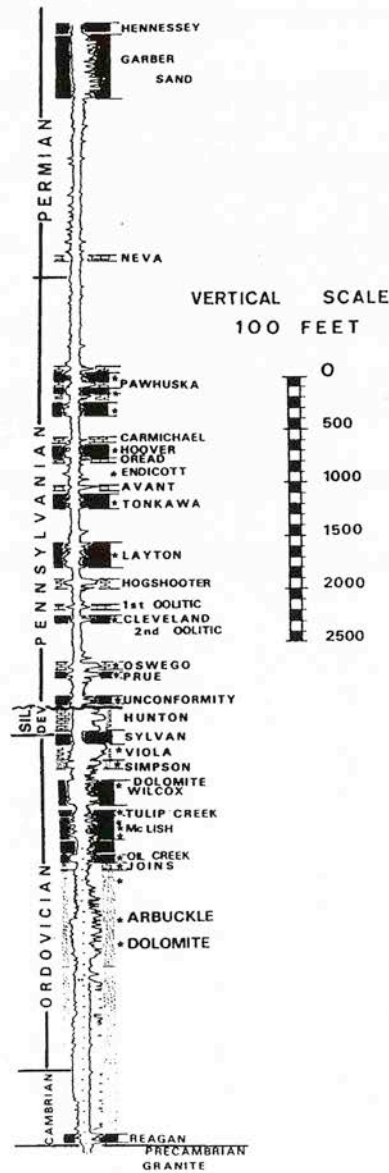 HENNESSEY
GARBER
SAND
PERMIAN
NEVA
VERTICAL SCALE
100 FEET
0
PAWHUSKA
500
CARMICHAEL
HOOVER
OREAD
ENDICOTT
1000
AVANT
TONKAWA
PENNSYLVANIAN
1500
LAYTON
HOGSHOOTER
2000
1st OOLITIC
CLEVELAND
2nd OOLITIC
2500
OSWEGO
PRUE
UNCONFORMITY
SIL
DEV
HUNTON
SYLVAN
VIOLA
SIMPSON
DOLOMITE
WILCOX
TULIP CREEK
Mc LISH
OIL CREEK
JOINS
ORDOVICIAN
ARBUCKLE
DOLOMITE
CAMBRIAN
REAGAN
PRECAMBRIAN
GRANITE